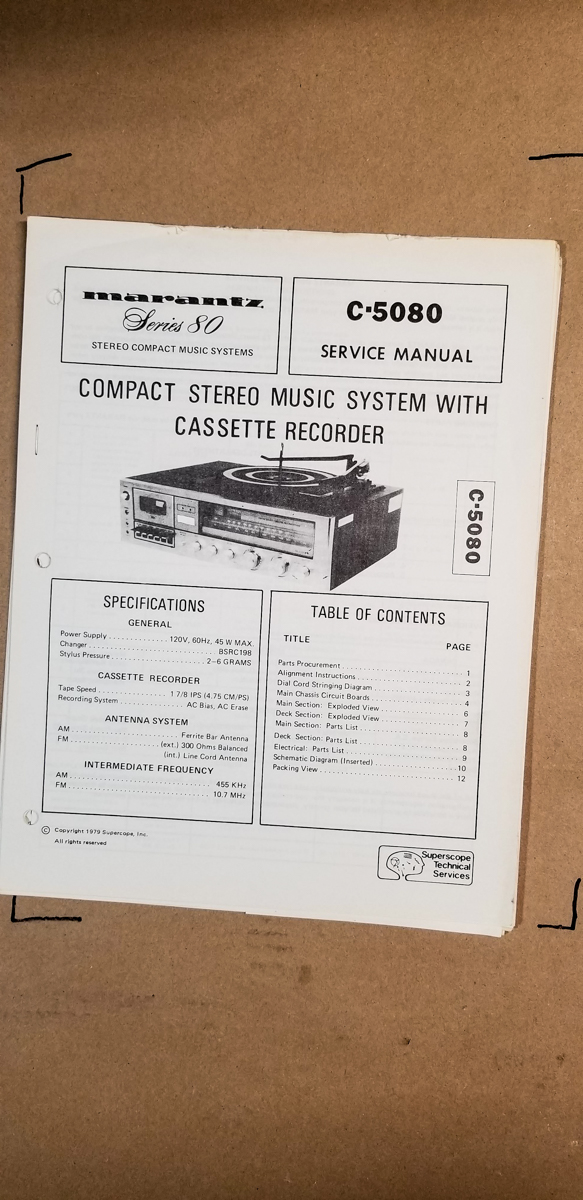 marantz
Series 80
STEREO COMPACT MUSIC SYSTEMS
C-5080
SERVICE MANUAL
COMPACT STEREO MUSIC SYSTEM WITH
CASSETTE RECORDER
C-5080
SPECIFICATIONS
GENERAL
Power Supply . . . . . . . . . . . . . . . 120V, 60Hz, 45 W MAX.
Changer . . . . . . . . . . . . . . . . . . . . . . . . . . . . . . BSRC198
Stylus Pressure . . . . . . . . . . . . . . . . . . . . . . . 2-6 GRAMS
CASSETTE RECORDER
Tape Speed . . . . . . . . . . . . . . . . . 1 7/8 IPS (4.75 CM/PS)
Recording System . . . . . . . . . . . . . . . . AC Bias, AC Erase
ANTENNA SYSTEM
AM . . . . . . . . . . . . . . . . . . . . . . . . . Ferrite Bar Antenna
FM . . . . . . . . . . . . . . . . . . . . (ext.) 300 Ohms Balanced
(int.) Line Cord Antenna
INTERMEDIATE FREQUENCY
AM . . . . . . . . . . . . . . . . . . . . . . . . . . . . . . . . 455 KHz
FM . . . . . . . . . . . . . . . . . . . . . . . . . . . . . . . . 10.7 MHz
TABLE OF CONTENTS
TITLE PAGE
Parts Procurement . . . . . . . . . . . . . . . . . . . . . . . . . . 1
Alignment Instructions . . . . . . . . . . . . . . . . . . . . . . . 2
Dial Cord Stringing Diagram . . . . . . . . . . . . . . . . . . . 3
Main Chassis Circuit Boards . . . . . . . . . . . . . . . . . . . 4
Main Section: Exploded View . . . . . . . . . . . . . . . . . . 6
Deck Section: Exploded View . . . . . . . . . . . . . . . . . . 7
Main Section: Parts List . . . . . . . . . . . . . . . . . . . . . . 8
Deck Section: Parts List . . . . . . . . . . . . . . . . . . . . . . 8
Electrical: Parts List . . . . . . . . . . . . . . . . . . . . . . . . . 9
Schematic Diagram (Inserted) . . . . . . . . . . . . . . . . . . 10
Packing View . . . . . . . . . . . . . . . . . . . . . . . . . . . . . 12
© Copyright 1979 Superscope, Inc.
All rights reserved
Superscope
Technical
Services